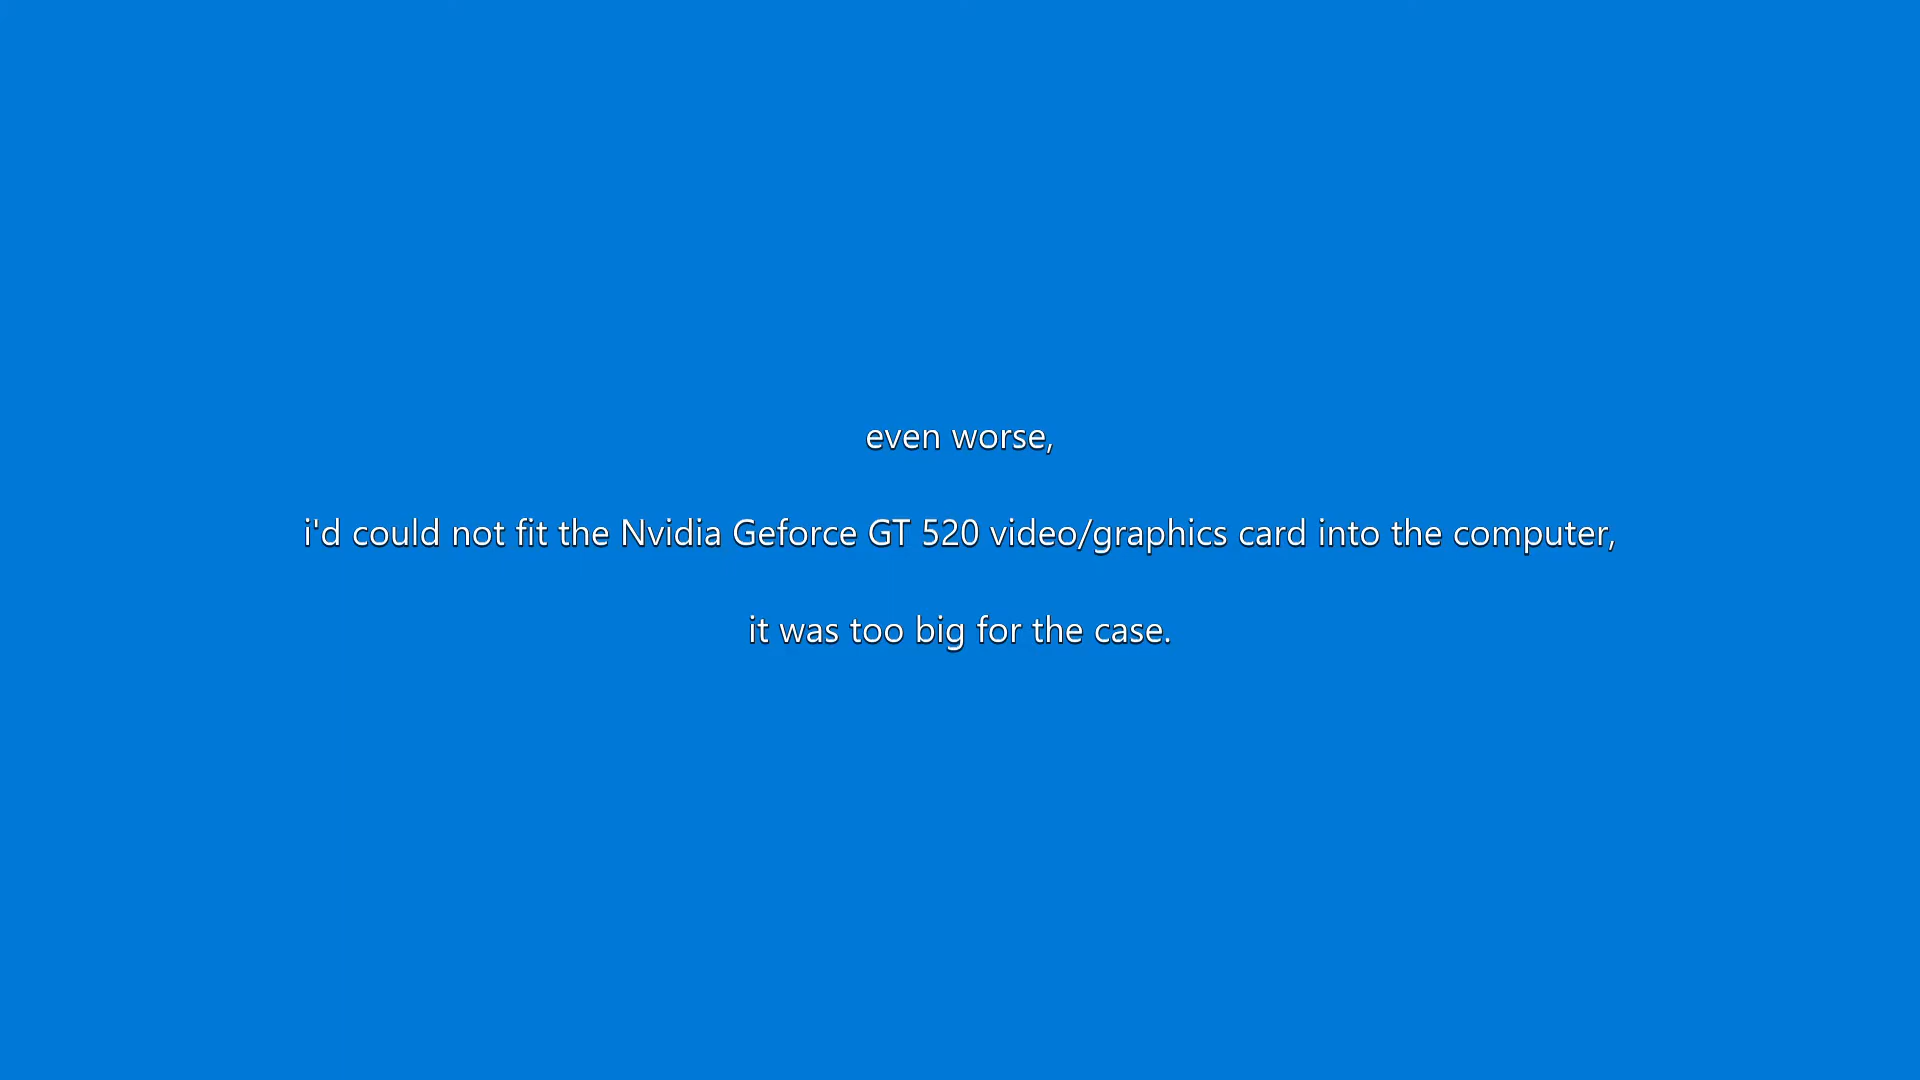 even worse,
i'd could not fit the Nvidia Geforce GT 520 video/graphics card into the computer,
it was too big for the case.